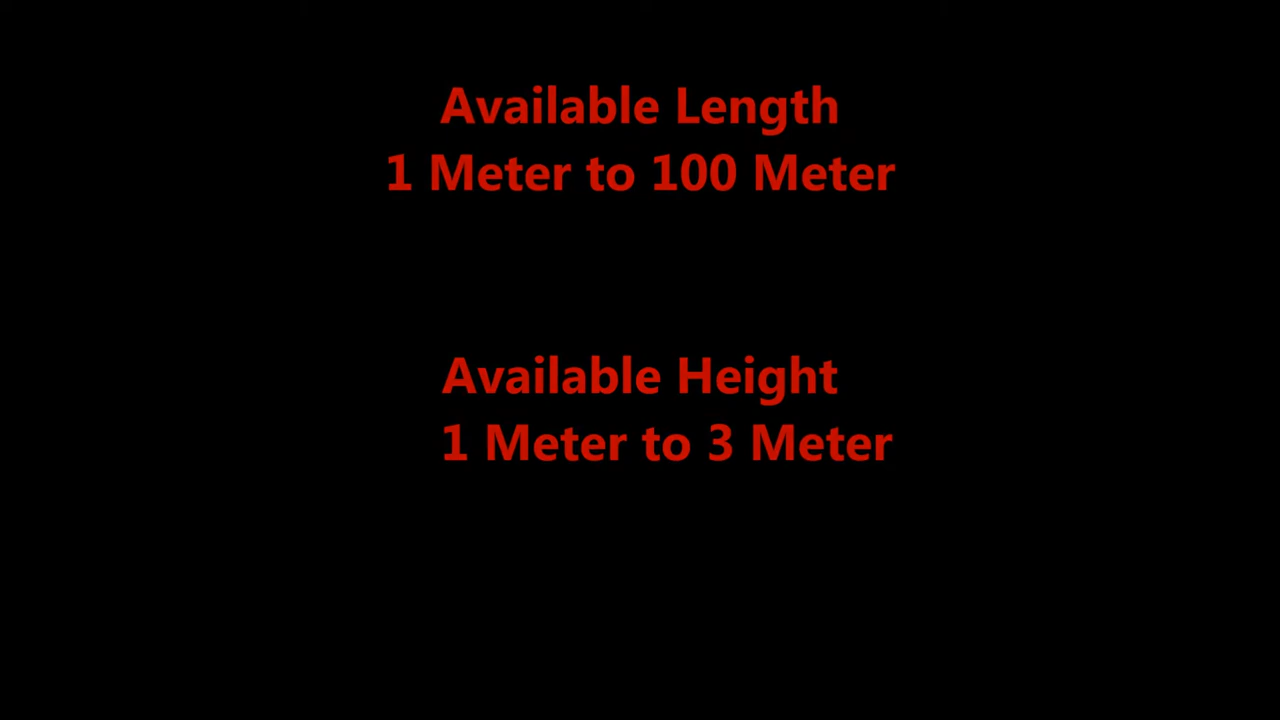 Available Length
1 Meter to 100 Meter
Available Height
1 Meter to 3 Meter